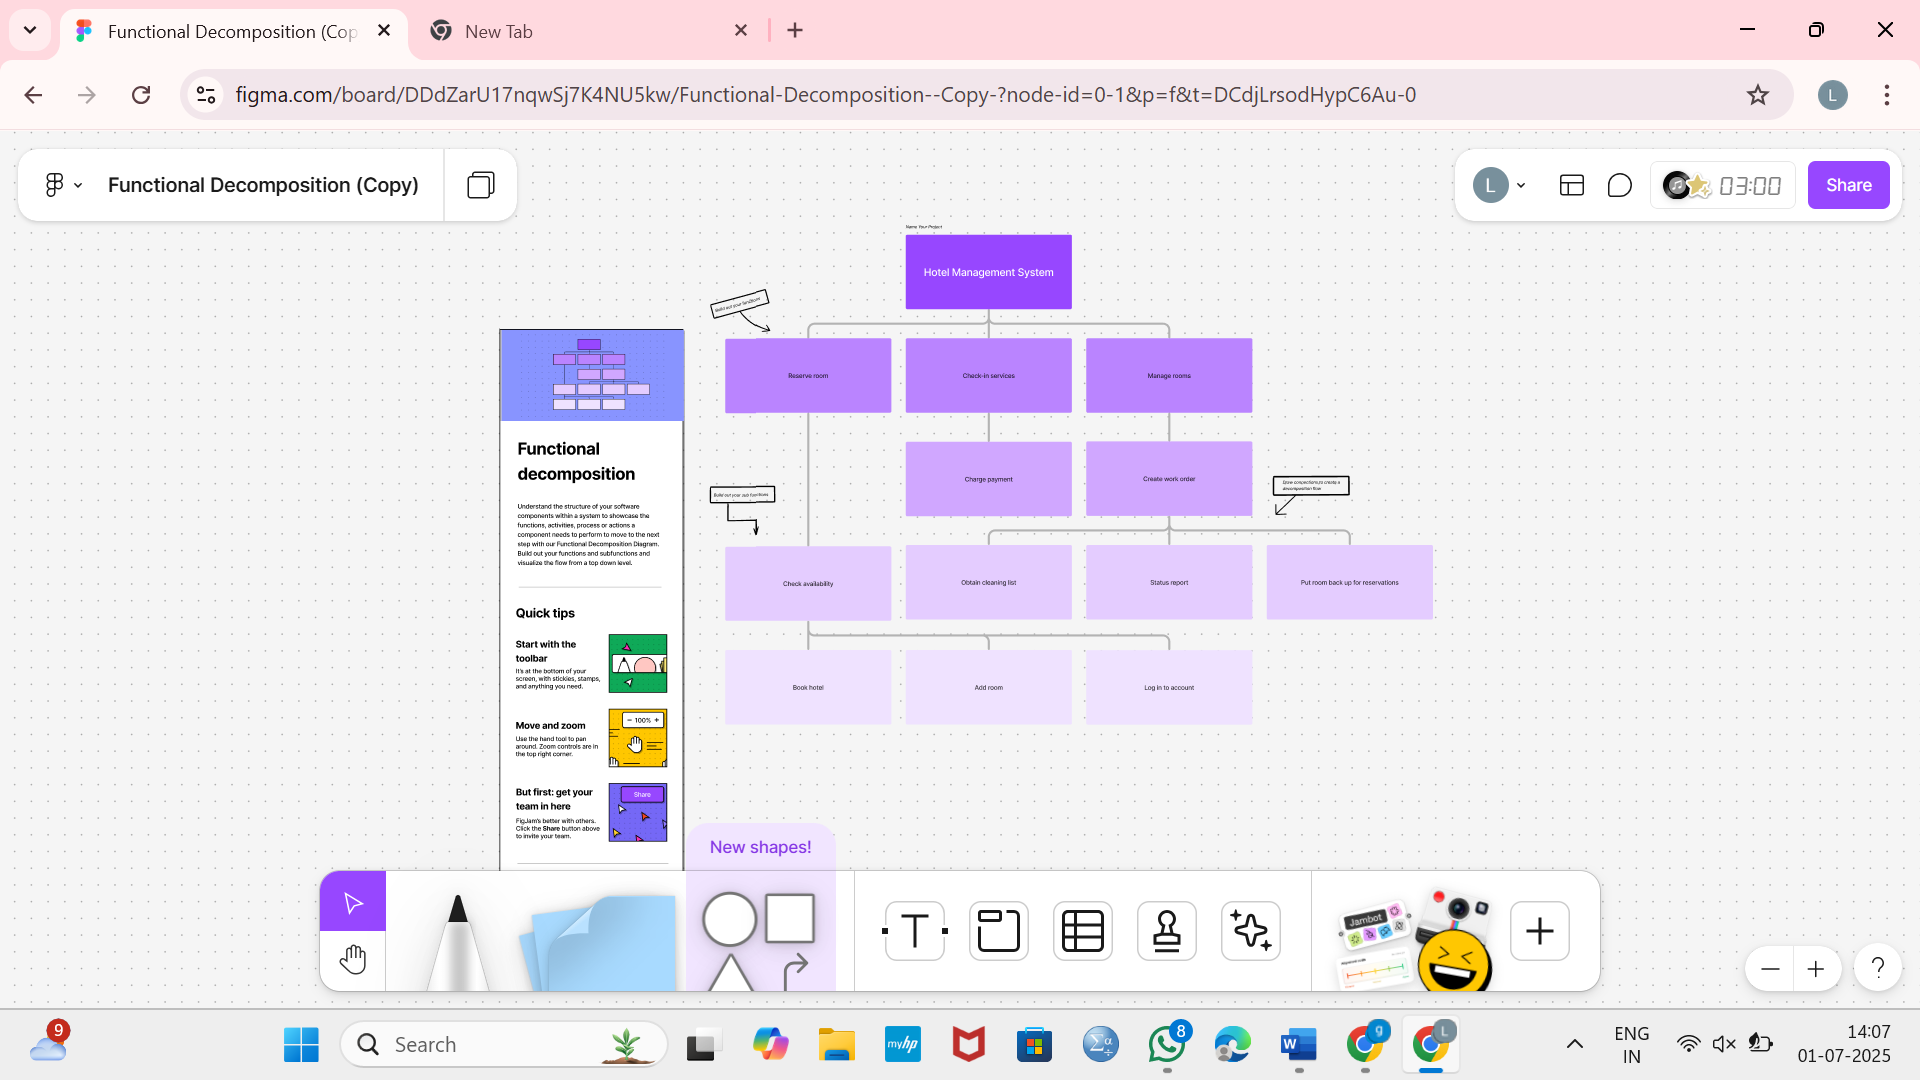 Functional Decomposition (Cop
New Tab
figma.com/board/DDdZarU17nqwSj7K4NU5kw/Functional-Decomposition--Copy-?node-id=0-1&p=f&t=DCdjLrsodHypC6Au-0
L
Functional Decomposition (Copy)
L
03:00
Share
Name Your Project
Hotel Management System
Build out your functions
Reserve room
Check-in services
Manage rooms
Charge payment
Create work order
Build out your sub functions
Draw connections to create a
decomposition flow
Check availability
Obtain cleaning list
Status report
Put room back up for reservations
Book hotel
Add room
Log in to account
Functional
decomposition
Understand the structure of your software
components within a system to showcase the
functions, activities, process or actions a
component needs to perform to move to the next
step with our Functional Decomposition Diagram.
Build out your functions and subfunctions and
visualize the flow from a top down level.
Quick tips
Start with the
toolbar
It's at the bottom of your
screen, with stickies, stamps,
and anything you need.
Move and zoom
Use the hand tool to pan
around. Zoom controls are in
the top right corner.
− 100% +
But first: get your
team in here
FigJam's better with others.
Click the Share button above
to invite your team.
Share
New shapes!
T
Jambot
?
9
Search
myhp
8
W
g
L
ENG
IN
14:07
01-07-2025